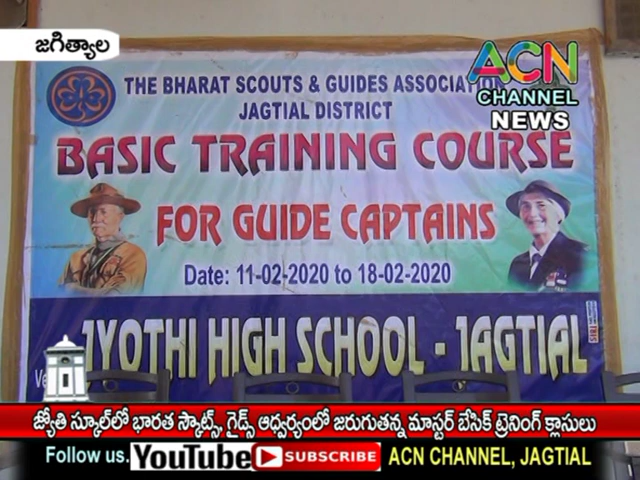 జగిత్యాల
ACN
CHANNEL
NEWS
THE BHARAT SCOUTS & GUIDES ASSOCIATION
JAGTIAL DISTRICT
BASIC TRAINING COURSE
FOR GUIDE CAPTAINS
Date: 11-02-2020 to 18-02-2020
JYOTHI HIGH SCHOOL - JAGTIAL
జ్యోతి స్కూల్‌లో భారత స్కౌట్స్, గైడ్స్ ఆధ్వర్యంలో జరుగుతన్న మాస్టర్ బేసిక్ ట్రెనింగ్ క్లాసులు
Follow us. YouTube SUBSCRIBE ACN CHANNEL, JAGTIAL